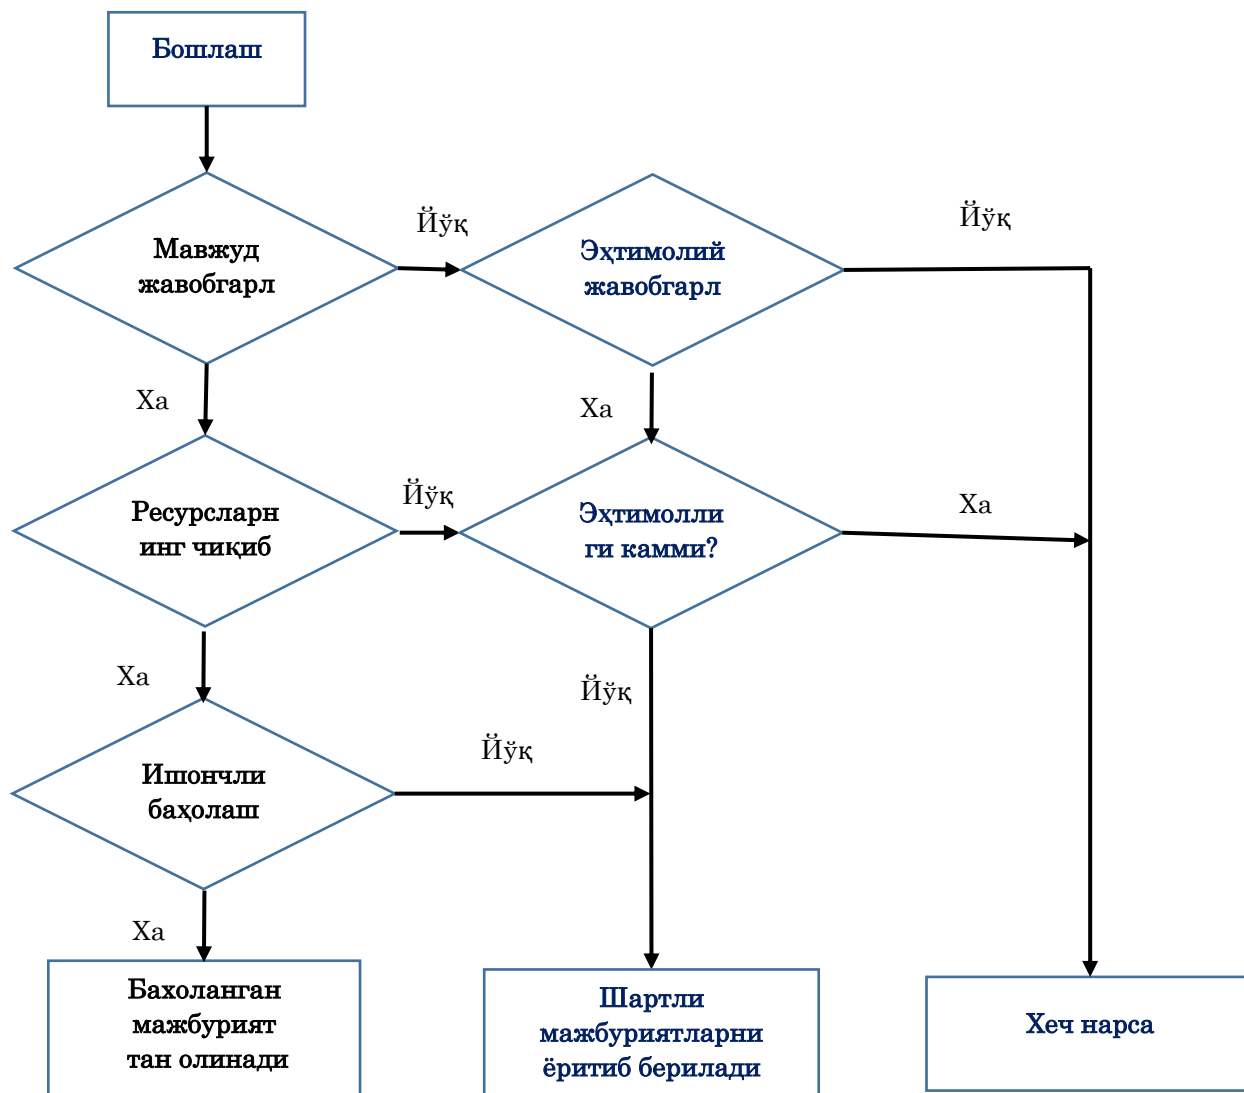 Бошлаш
Йўқ
Йўқ
Мавжуд
жавобгарл
Эҳтимолий
жавобгарл
Ха
Ха
Йўқ
Ха
Ресурсларн
инг чиқиб
Эҳтимолли
ги камми?
Ха
Йўқ
Йўқ
Ишончли
баҳолаш
Ха
Бахоланган
мажбурият
тан олинади
Шартли
мажбуриятларни
ёритиб берилади
Хеч нарса